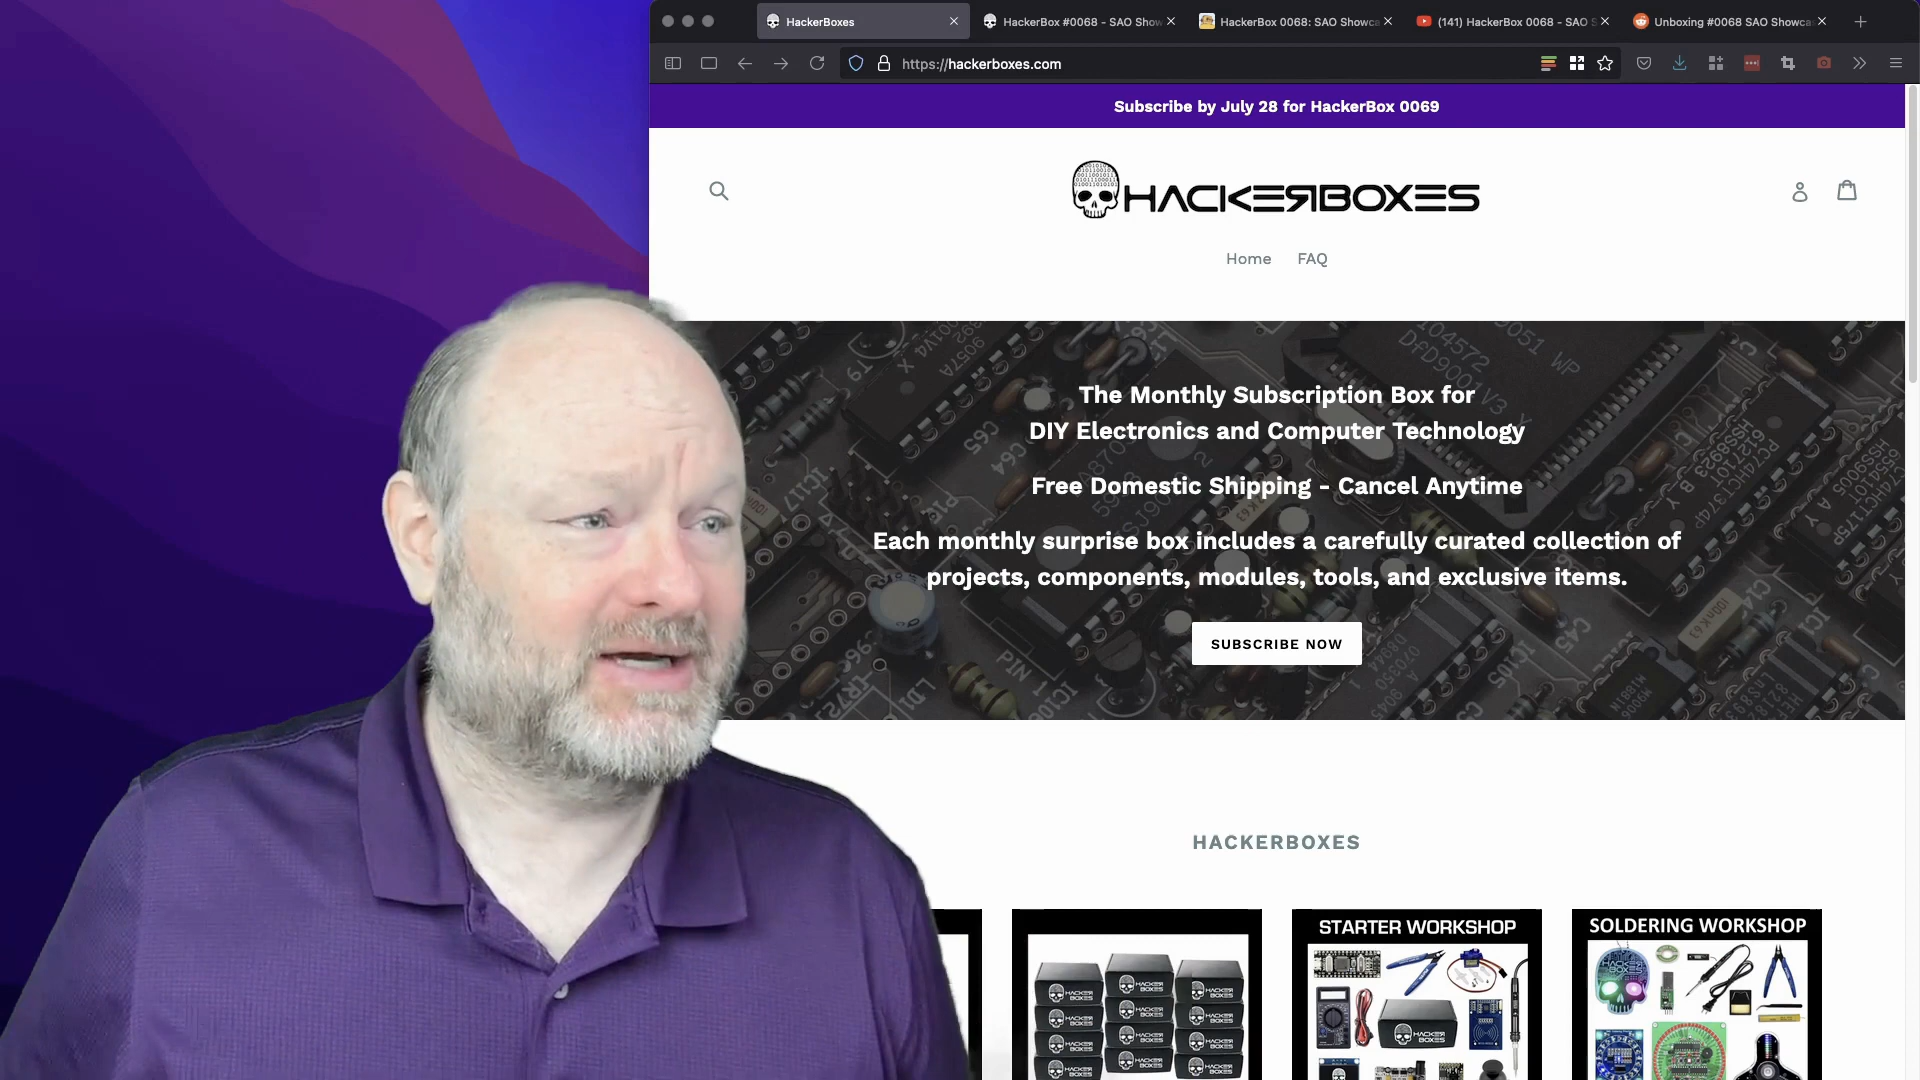 HackerBoxes
HackerBox #0068 - SAO Show
HackerBox 0068: SAO Showca
(141) HackerBox 0068 - SAO S
Unboxing #0068 SAO Showca
https://hackerboxes.com
Subscribe by July 28 for HackerBox 0069
HACKERBOXES
Home
FAQ
The Monthly Subscription Box for
DIY Electronics and Computer Technology
Free Domestic Shipping - Cancel Anytime
Each monthly surprise box includes a carefully curated collection of
projects, components, modules, tools, and exclusive items.
SUBSCRIBE NOW
HACKERBOXES
STARTER WORKSHOP
SOLDERING WORKSHOP